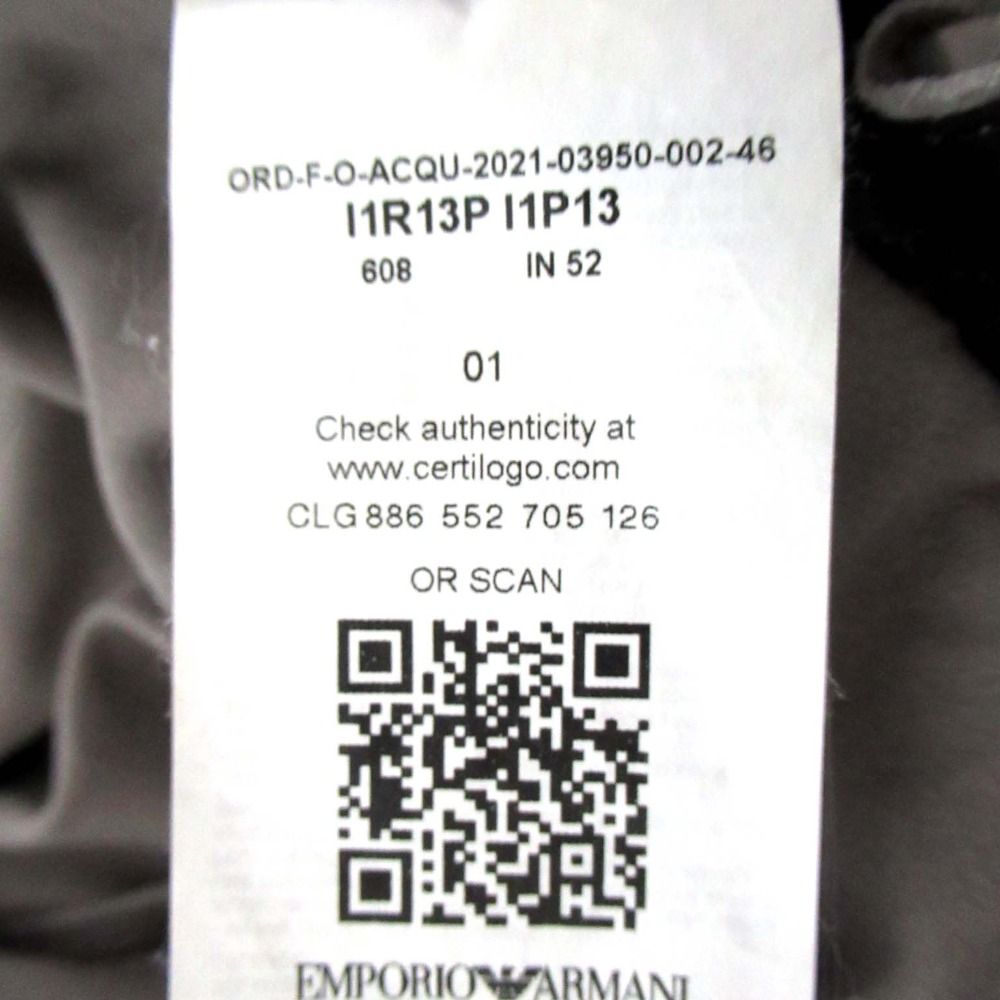 ORD-F-O-ACQU-2021-03950-002-46
I1R13P I1P13
608 IN 52
01
Check authenticity at
www.certilogo.com
CLG 886 552 705 126
OR SCAN
EMPORIO ARMANI